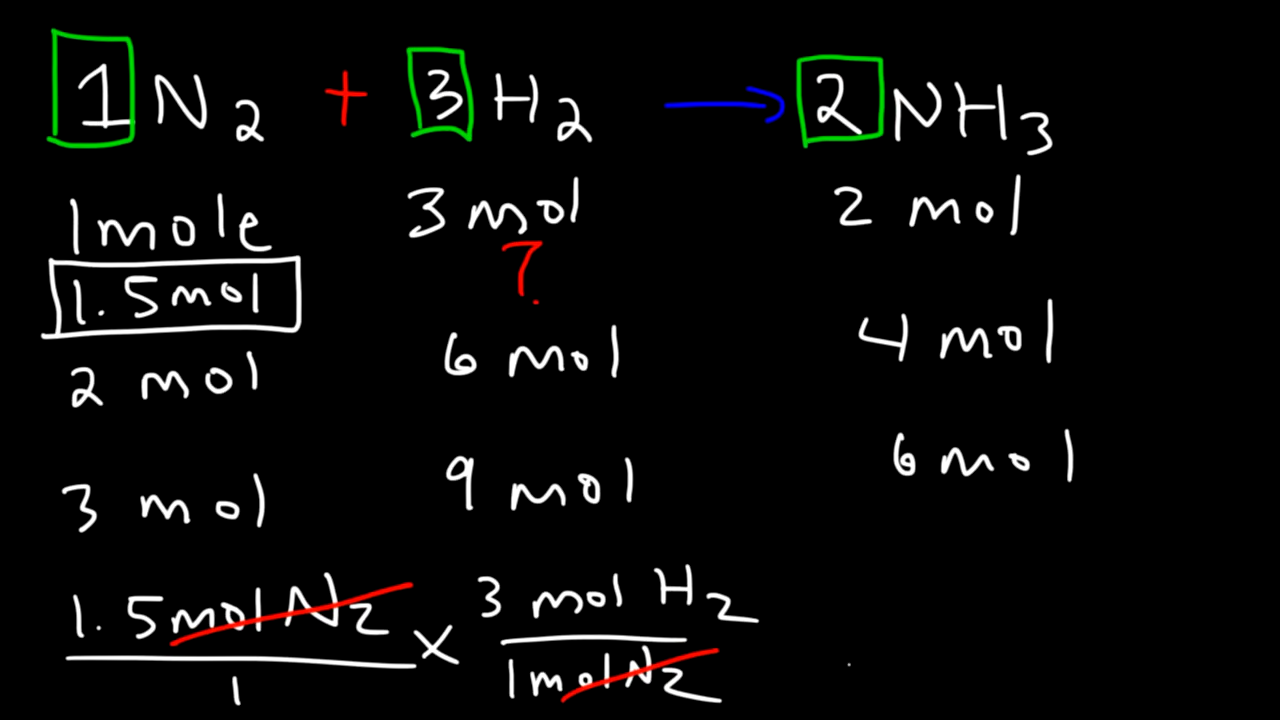 1 N₂ + 3 H₂ → 2 NH₃
1 mole 3 mol 2 mol
1.5 mol ?
2 mol 6 mol 4 mol
3 mol 9 mol 6 mol
1.5 mol N₂ 3 mol H₂
×
1 1 mol N₂